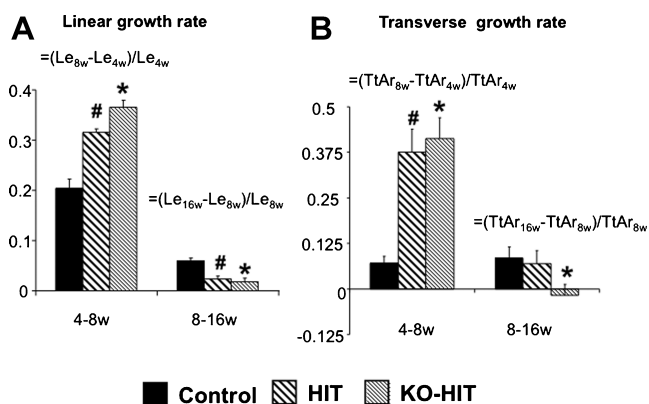 A
Linear growth rate
=(Le8w-Le4w)/Le4w
0.4
0.3
0.2
0.1
0
#
*
=(Le16w-Le8w)/Le8w
#
*
4-8w
8-16w
B
Transverse growth rate
=(TtAr8w-TtAr4w)/TtAr4w
0.5
0.375
0.25
0.125
0
-0.125
#
*
=(TtAr16w-TtAr8w)/TtAr8w
*
4-8w
8-16w
Control HIT KO-HIT